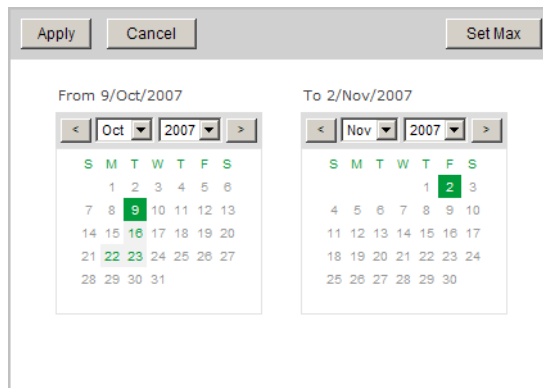 Apply Cancel Set Max
From 9/Oct/2007 To 2/Nov/2007
< Oct 2007 > < Nov 2007 >
S M T W T F S S M T W T F S
1 2 3 4 5 6 1 2 3
7 8 9 10 11 12 13 4 5 6 7 8 9 10
14 15 16 17 18 19 20 11 12 13 14 15 16 17
21 22 23 24 25 26 27 18 19 20 21 22 23 24
28 29 30 31 25 26 27 28 29 30